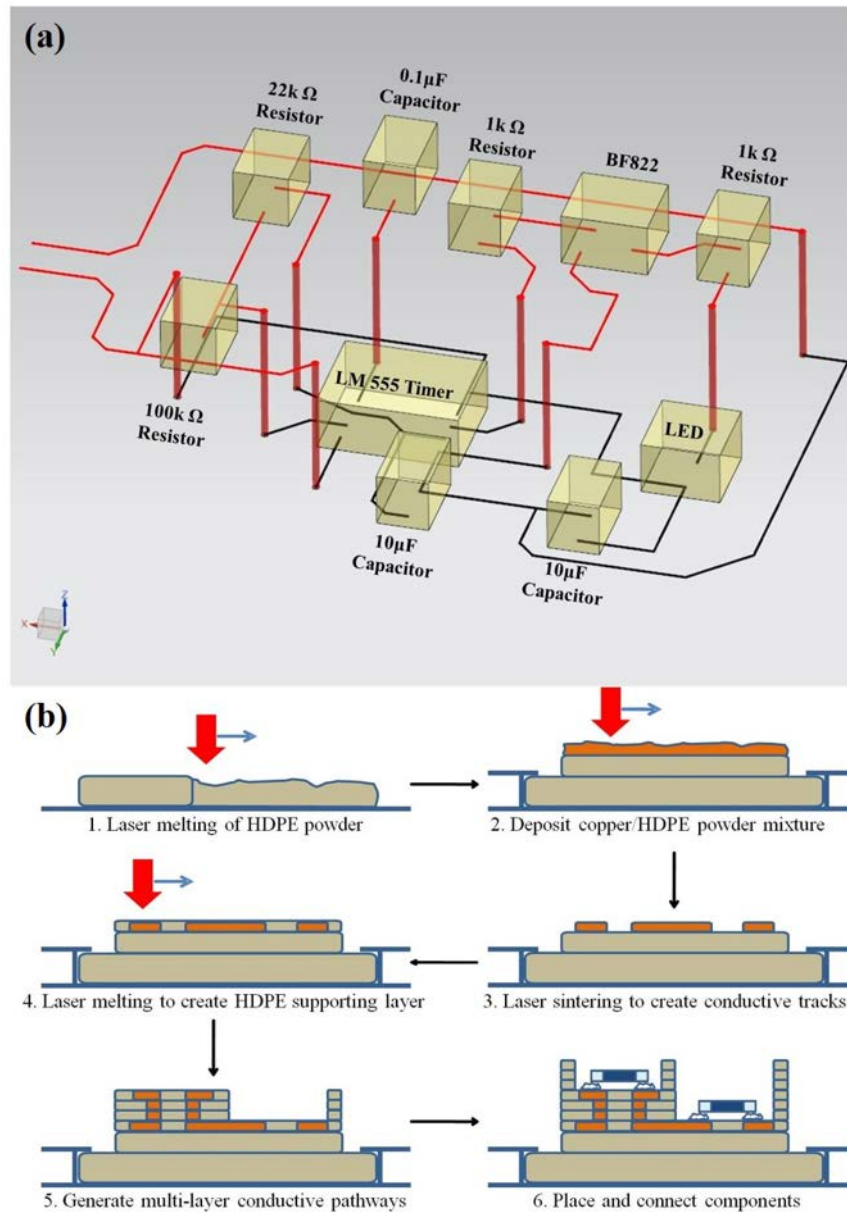 (a)
22k Ω
Resistor
0.1µF
Capacitor
1k Ω
Resistor
BF822
1k Ω
Resistor
LM 555 Timer
100k Ω
Resistor
LED
10µF
Capacitor
10µF
Capacitor
Z
X
Y
(b)
1. Laser melting of HDPE powder
2. Deposit copper/HDPE powder mixture
4. Laser melting to create HDPE supporting layer
3. Laser sintering to create conductive tracks
5. Generate multi-layer conductive pathways
6. Place and connect components